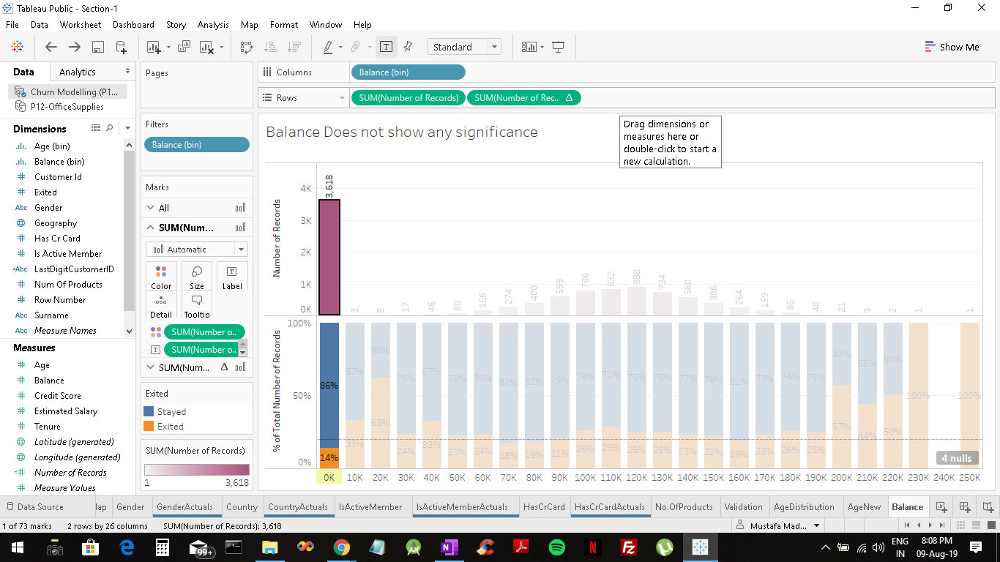 Tableau Public - Section-1
File Data Worksheet Dashboard Story Analysis Map Format Window Help
Standard
Show Me
Data Analytics
Churn Modelling (P1...
P12-OfficeSupplies
Dimensions
Age (bin)
Balance (bin)
Customer Id
Exited
Abc Gender
Geography
Has Cr Card
Is Active Member
=Abc LastDigitCustomerID
Num Of Products
Row Number
Abc Surname
Abc Measure Names
Measures
Age
Balance
Credit Score
Estimated Salary
Tenure
Latitude (generated)
Longitude (generated)
Number of Records
Measure Values
Pages
Filters
Balance (bin)
Marks
All
SUM(Num...
Automatic
Color Size Label
Detail Tooltip
SUM(Number o..
SUM(Number o..
SUM(Num... Δ
Exited
Stayed
Exited
SUM(Number of Records)
1 3,618
Columns Balance (bin)
Rows SUM(Number of Records) SUM(Number of Rec.. Δ
Balance Does not show any significance
Drag dimensions or
measures here or
double-click to start a
new calculation.
Number of Records
4K
3K
2K
1K
0K
3,618 3 8 17 46 80 156 274 400 599 786 832 898 734 580 386 264 159 86 40 21 9 2 1 1
% of Total Number of Records
100%
50%
0%
86% 67% 38% 76% 67% 78% 76% 82% 82% 79% 74% 71% 75% 75% 77% 78% 81% 77% 74% 75% 43% 56% 50% 100% 100%
14% 33% 63% 24% 33% 23% 24% 18% 19% 21% 26% 29% 25% 25% 23% 22% 19% 23% 26% 25% 57% 44% 50%
4 nulls
0K 10K 20K 30K 40K 50K 60K 70K 80K 90K 100K 110K 120K 130K 140K 150K 160K 170K 180K 190K 200K 210K 220K 230K 240K 250K
Data Source Gender GenderActuals Country CountryActuals IsActiveMember IsActiveMemberActuals HasCrCard HasCrCardActuals No.OfProducts Validation AgeDistribution AgeNew Balance
1 of 73 marks 2 rows by 26 columns SUM(Number of Records): 3,618 Mustafa Mad...
99+
ENG 8:08 PM
IN 09-Aug-19